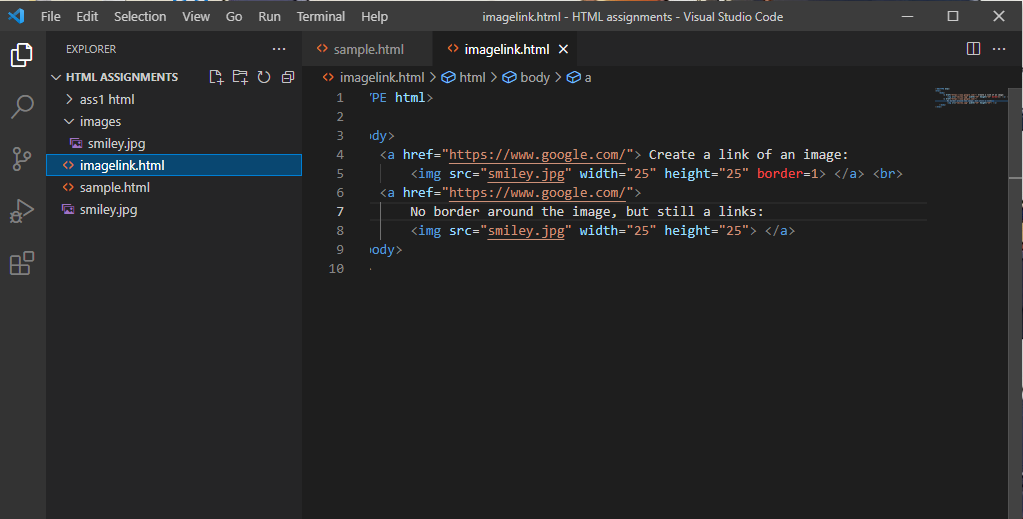 File Edit Selection View Go Run Terminal Help imagelink.html - HTML assignments - Visual Studio Code
EXPLORER ···
HTML ASSIGNMENTS
ass1 html
images
smiley.jpg
imagelink.html
sample.html
smiley.jpg
sample.html imagelink.html
imagelink.html > html > body > a
1 YPE html>
2
3 ody>
4 <a href="https://www.google.com/"> Create a link of an image:
5 <img src="smiley.jpg" width="25" height="25" border=1> </a> <br>
6 <a href="https://www.google.com/">
7 No border around the image, but still a links:
8 <img src="smiley.jpg" width="25" height="25"> </a>
9 body>
10